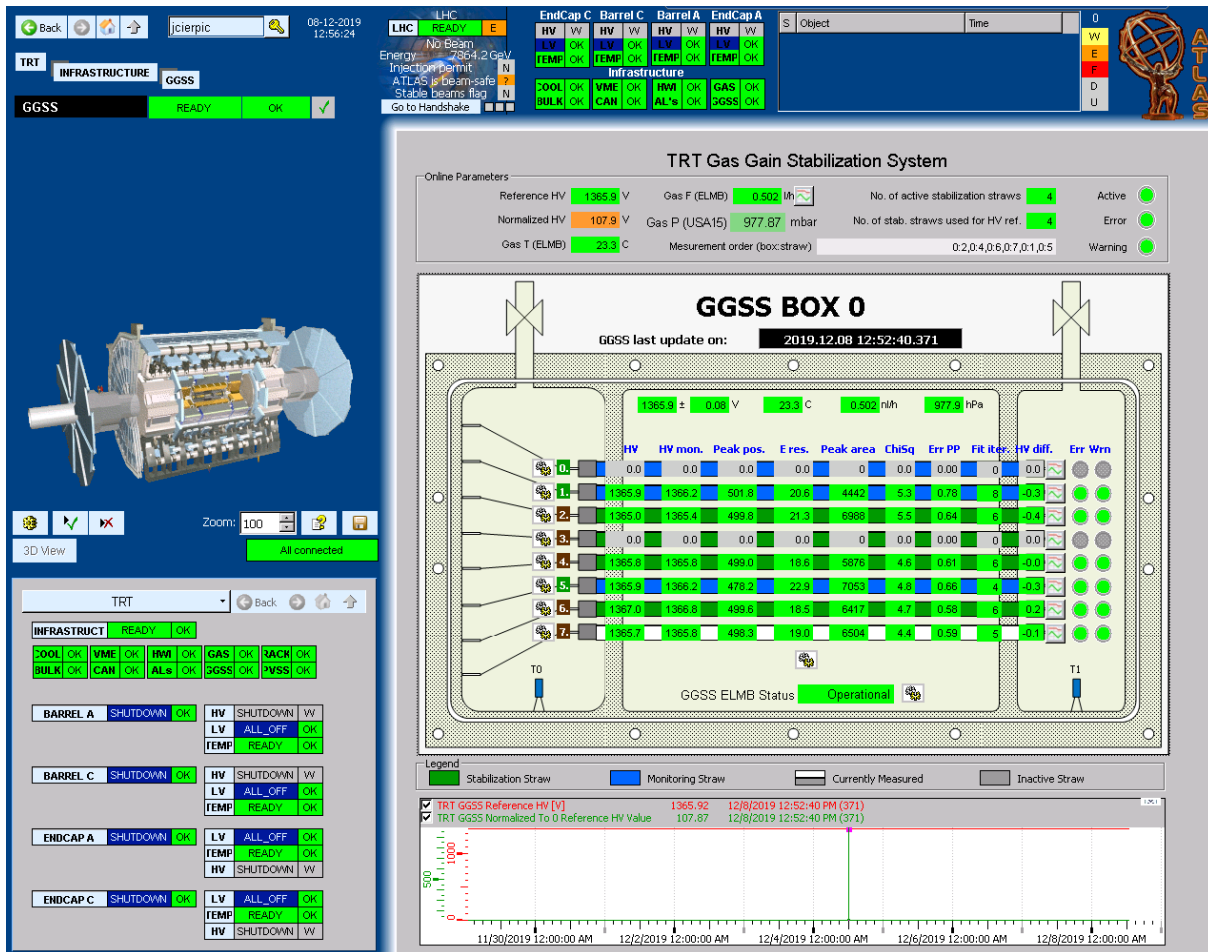 Back jcierpic 08-12-2019 12:56:24
TRT INFRASTRUCTURE GGSS
GGSS READY OK
LHC
LHC READY E
No Beam
Energy 7864.2 GeV
Injection permit N
ATLAS is beam-safe ?
Stable beams flag N
Go to Handshake
EndCap C Barrel C Barrel A EndCap A
HV W HV W HV W HV W
LV OK LV OK LV OK LV OK
TEMP OK TEMP OK TEMP OK TEMP OK
Infrastructure
COOL OK VME OK HWI OK GAS OK
BULK OK CAN OK AL's OK GGSS OK
S Object Time
0
W
E
F
D
U
ATLAS
TRT Gas Gain Stabilization System
Online Parameters
Reference HV 1365.9 V Gas F (ELMB) 0.502 l/h No. of active stabilization straws 4 Active
Normalized HV 107.9 V Gas P (USA15) 977.87 mbar No. of stab. straws used for HV ref. 4 Error
Gas T (ELMB) 23.3 C Mesurement order (box:straw) 0:2,0:4,0:6,0:7,0:1,0:5 Warning
GGSS BOX 0
GGSS last update on: 2019.12.08 12:52:40.371
1365.9 ± 0.08 V 23.3 C 0.502 nl/h 977.9 hPa
HV HV mon. Peak pos. E res. Peak area ChiSq Err PP Fit iter. HV diff. Err Wrn
0. 0.0 0.0 0.0 0.0 0 0.0 0.00 0 0.0
1. 1365.9 1366.2 501.8 20.6 4442 5.3 0.78 8 -0.3
2. 1365.0 1365.4 499.8 21.3 6988 5.5 0.64 6 -0.4
3. 0.0 0.0 0.0 0.0 0 0.0 0.00 0 0.0
4. 1365.8 1365.8 499.0 18.6 5876 4.6 0.61 6 -0.0
5. 1365.9 1366.2 478.2 22.9 7053 4.8 0.66 4 -0.3
6. 1367.0 1366.8 499.6 18.5 6417 4.7 0.58 6 0.2
7. 1365.7 1365.8 498.3 19.0 6504 4.4 0.59 5 -0.1
T0 T1
GGSS ELMB Status Operational
Legend
Stabilization Straw Monitoring Straw Currently Measured Inactive Straw
TRT GGSS Reference HV [V] 1365.92 12/8/2019 12:52:40 PM (371)
TRT GGSS Normalized To 0 Reference HV Value 107.87 12/8/2019 12:52:40 PM (371)
1000
500
0
11/30/2019 12:00:00 AM 12/2/2019 12:00:00 AM 12/4/2019 12:00:00 AM 12/6/2019 12:00:00 AM 12/8/2019 12:00:00 AM
Zoom: 100
3D View All connected
TRT Back
INFRASTRUCT READY OK
COOL OK VME OK HWI OK GAS OK RACK OK
BULK OK CAN OK ALs OK GGSS OK PVSS OK
BARREL A SHUTDOWN OK HV SHUTDOWN W
LV ALL_OFF OK
TEMP READY OK
BARREL C SHUTDOWN OK HV SHUTDOWN W
LV ALL_OFF OK
TEMP READY OK
ENDCAP A SHUTDOWN OK LV ALL_OFF OK
TEMP READY OK
HV SHUTDOWN W
ENDCAP C SHUTDOWN OK LV ALL_OFF OK
TEMP READY OK
HV SHUTDOWN W